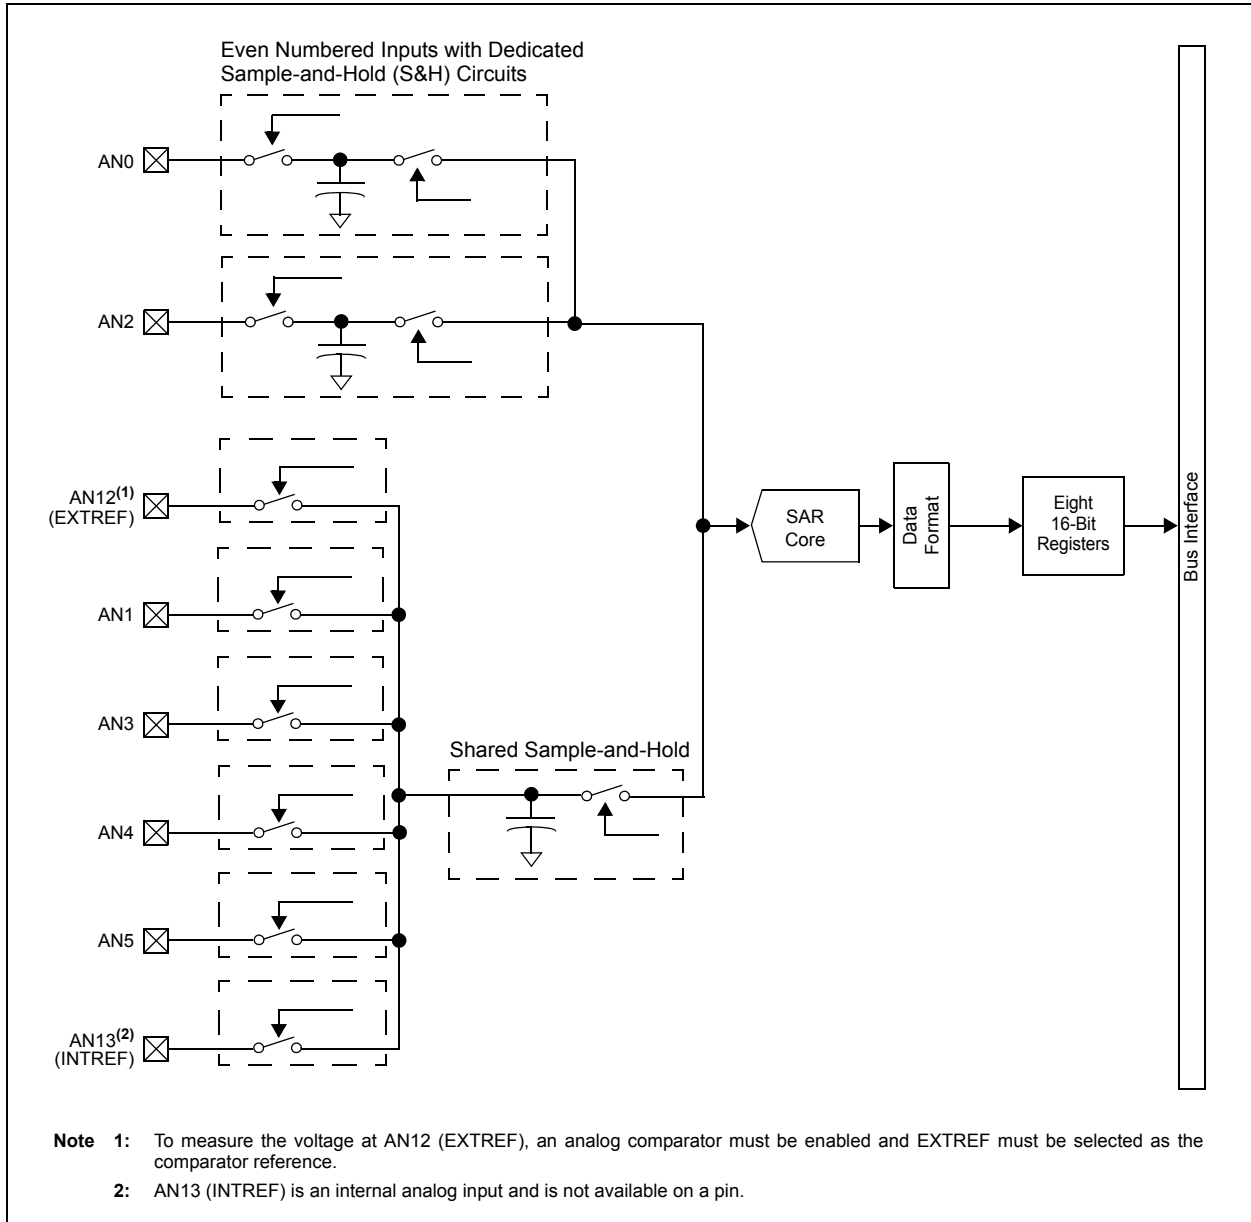 Even Numbered Inputs with Dedicated
Sample-and-Hold (S&H) Circuits
AN0
AN2
AN12(1)
(EXTREF)
AN1
AN3
AN4
AN5
AN13(2)
(INTREF)
Shared Sample-and-Hold
SAR
Core
Data
Format
Eight
16-Bit
Registers
Bus Interface
Note 1: To measure the voltage at AN12 (EXTREF), an analog comparator must be enabled and EXTREF must be selected as the
comparator reference.
2: AN13 (INTREF) is an internal analog input and is not available on a pin.